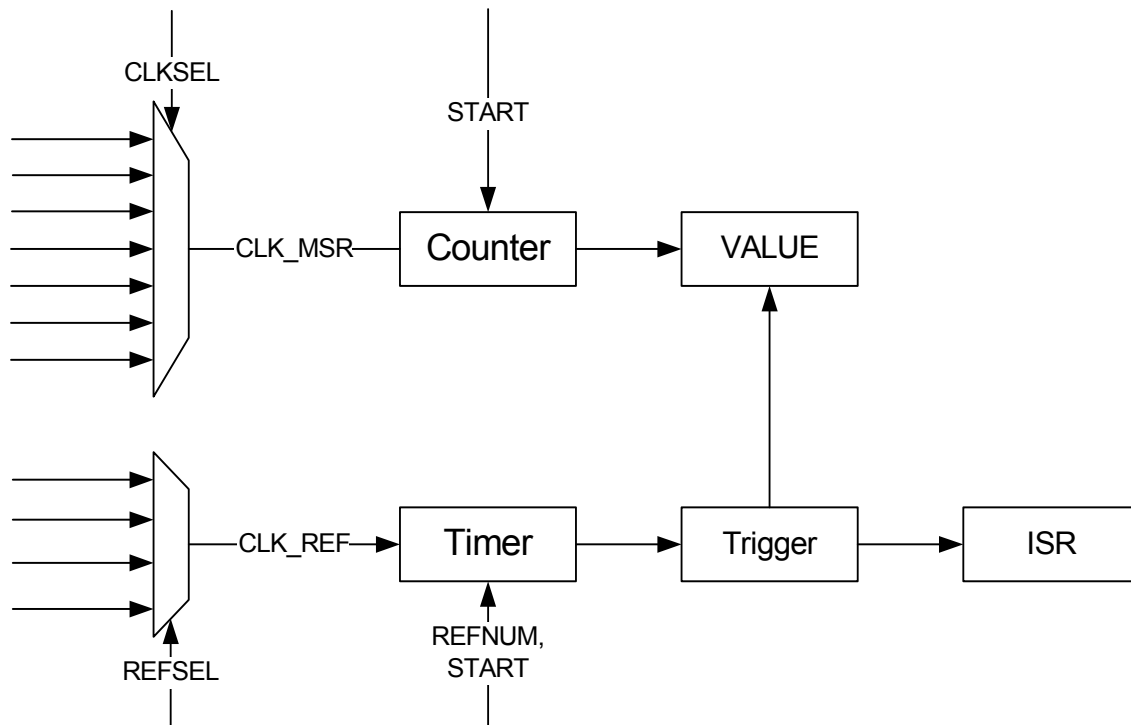 CLKSEL
START
CLK_MSR
Counter
VALUE
CLK_REF
Timer
Trigger
ISR
REFNUM,
START
REFSEL